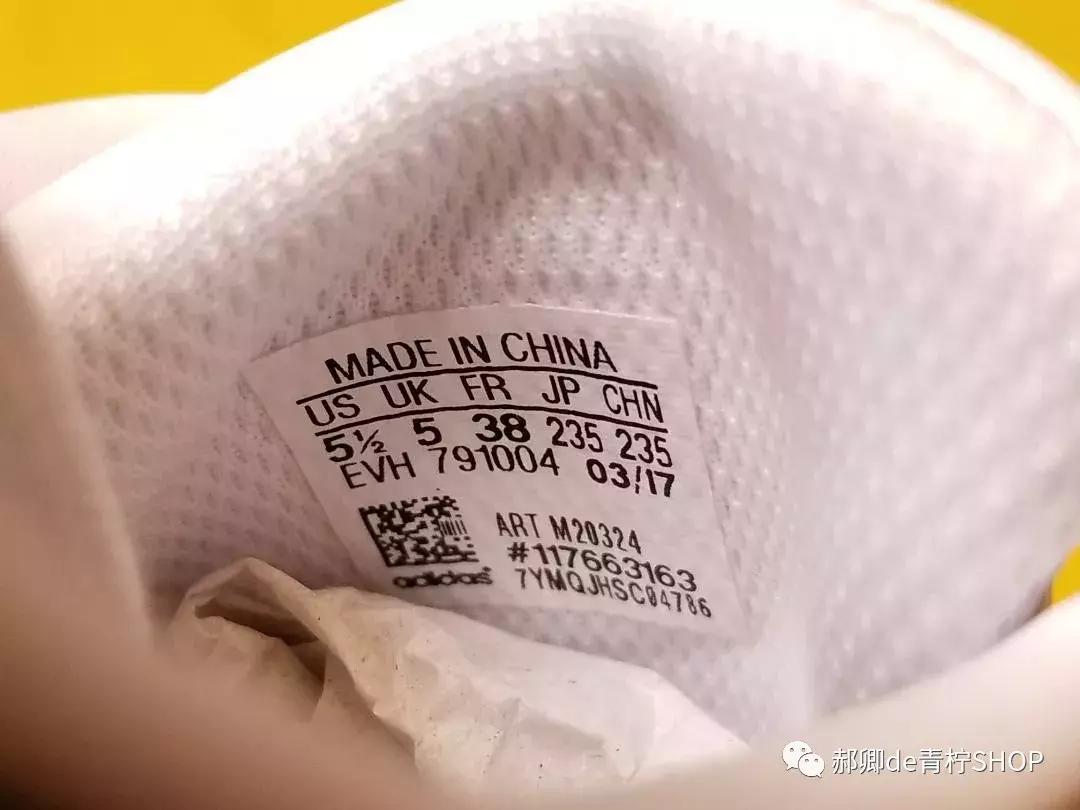 MADE IN CHINA
US UK FR JP CHN
5½ 5 38 235 235
EVH 791004 03/17
ART M20324
#117663163
7YMQJHSC04786
adidas
郝卿de青柠SHOP